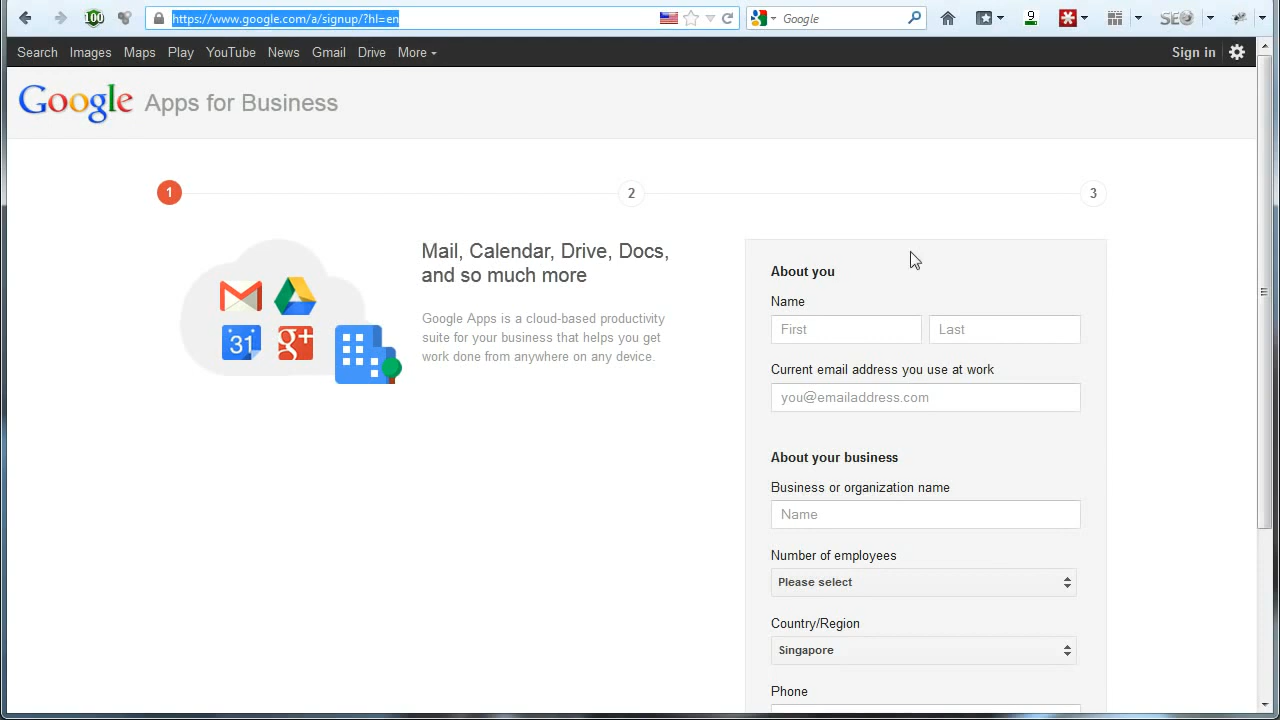 https://www.google.com/a/signup/?hl=en
Google
100
9
SEO
Search Images Maps Play YouTube News Gmail Drive More
Sign in
Google Apps for Business
1
2
3
31
g+
Mail, Calendar, Drive, Docs,
and so much more
Google Apps is a cloud-based productivity
suite for your business that helps you get
work done from anywhere on any device.
About you
Name
First
Last
Current email address you use at work
you@emailaddress.com
About your business
Business or organization name
Name
Number of employees
Please select
Country/Region
Singapore
Phone